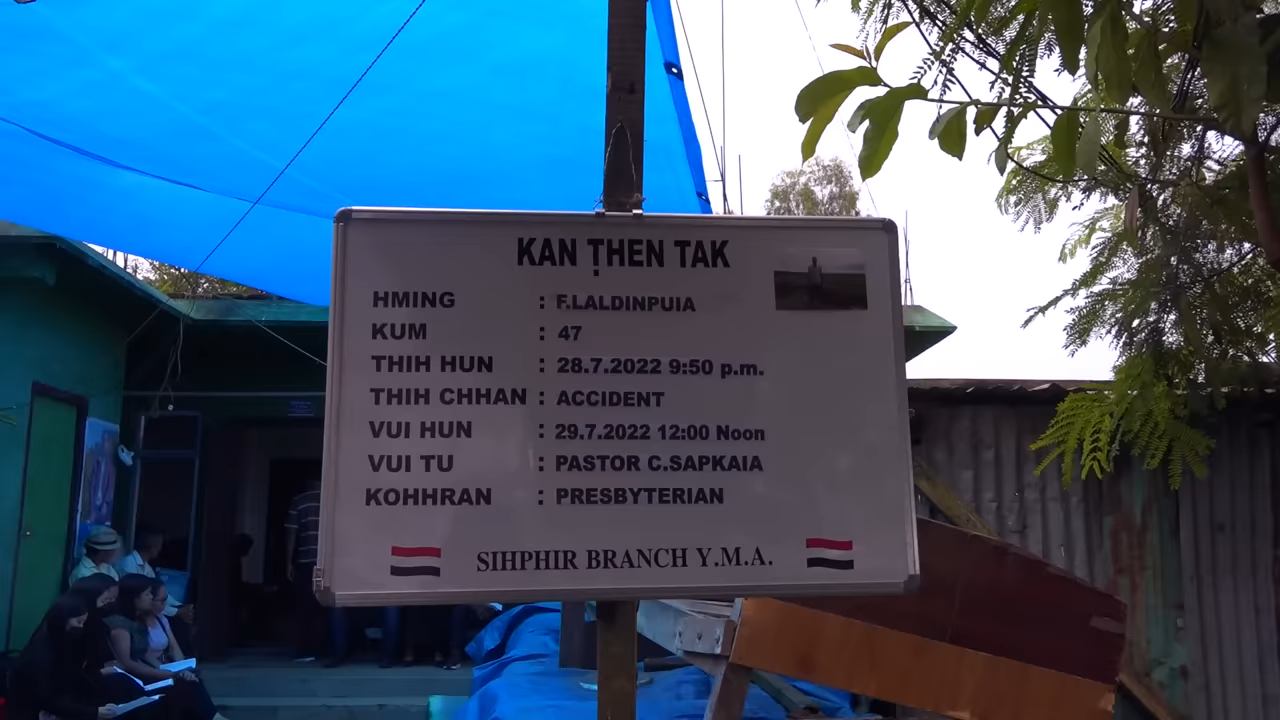 KAN ṬHEN TAK
HMING : F.LALDINPUIA
KUM : 47
THIH HUN : 28.7.2022 9:50 p.m.
THIH CHHAN : ACCIDENT
VUI HUN : 29.7.2022 12:00 Noon
VUI TU : PASTOR C.SAPKAIA
KOHHRAN : PRESBYTERIAN
SIHPHIR BRANCH Y.M.A.